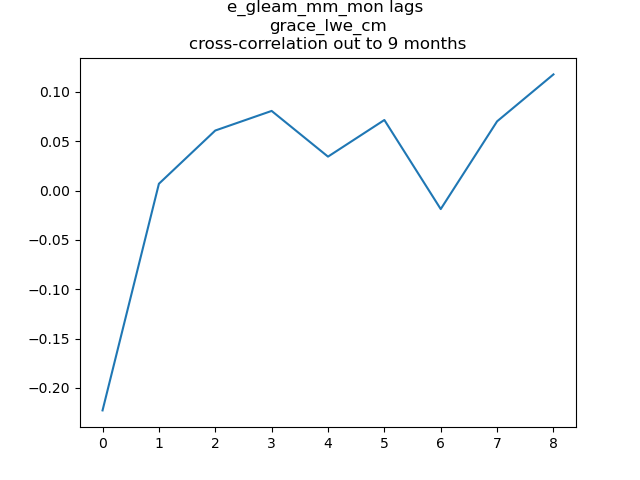 e_gleam_mm_mon lags
grace_lwe_cm
cross-correlation out to 9 months
0.10
0.05
0.00
−0.05
−0.10
−0.15
−0.20
0 1 2 3 4 5 6 7 8